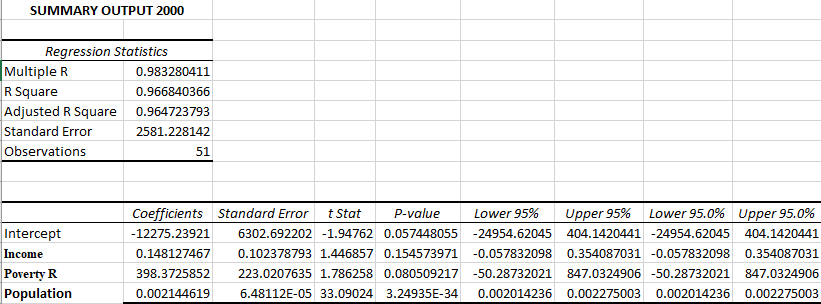 SUMMARY OUTPUT 2000
Regression Statistics
Multiple R 0.983280411
R Square 0.966840366
Adjusted R Square 0.964723793
Standard Error 2581.228142
Observations 51
Coefficients Standard Error t Stat P-value Lower 95% Upper 95% Lower 95.0% Upper 95.0%
Intercept -12275.23921 6302.692202 -1.94762 0.057448055 -24954.62045 404.1420441 -24954.62045 404.1420441
Income 0.148127467 0.102378793 1.446857 0.154573971 -0.057832098 0.354087031 -0.057832098 0.354087031
Poverty R 398.3725852 223.0207635 1.786258 0.080509217 -50.28732021 847.0324906 -50.28732021 847.0324906
Population 0.002144619 6.48112E-05 33.09024 3.24935E-34 0.002014236 0.002275003 0.002014236 0.002275003